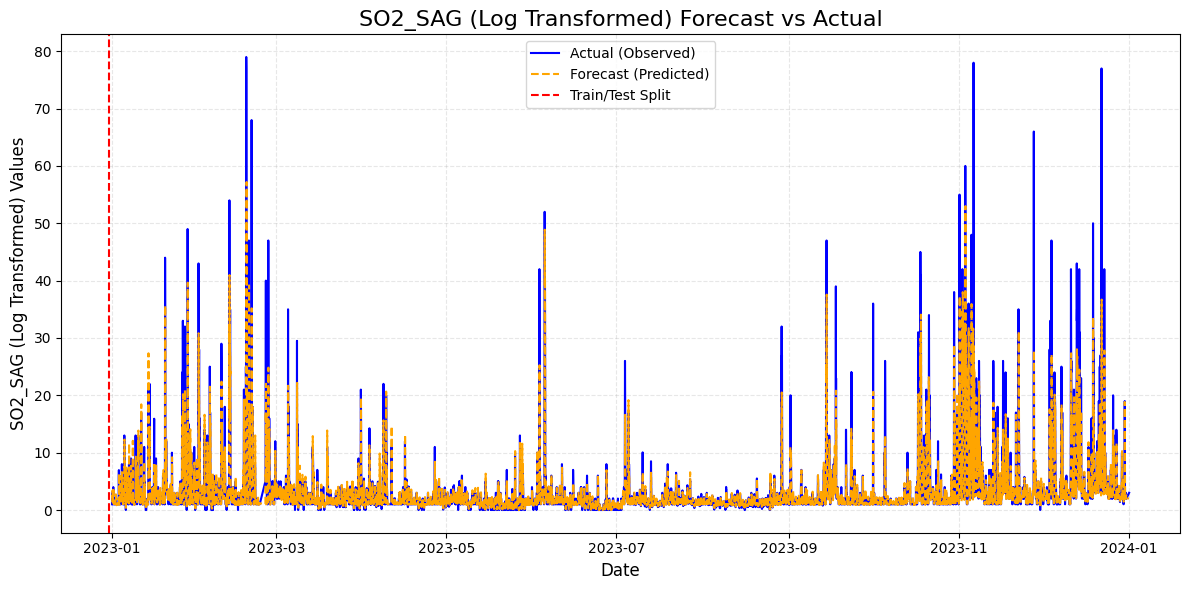 SO2_SAG (Log Transformed) Forecast vs Actual
Actual (Observed)
Forecast (Predicted)
Train/Test Split
SO2_SAG (Log Transformed) Values
80
70
60
50
40
30
20
10
0
2023-01
2023-03
2023-05
2023-07
2023-09
2023-11
2024-01
Date